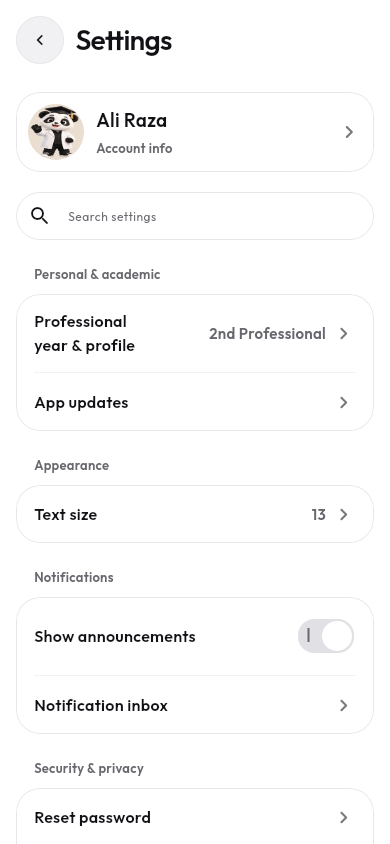 Settings
Ali Raza
Account info
Search settings
Personal & academic
Professional
year & profile
2nd Professional
App updates
Appearance
Text size
13
Notifications
Show announcements
Notification inbox
Security & privacy
Reset password